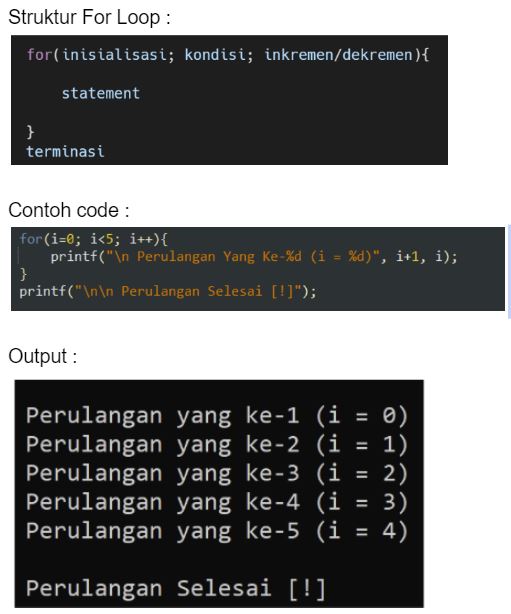 Struktur For Loop :
for(inisialisasi; kondisi; inkremen/dekremen){
statement
}
terminasi
Contoh code :
for(i=0; i<5; i++){
printf("\n Perulangan Yang Ke-%d (i = %d)", i+1, i);
}
printf("\n\n Perulangan Selesai [!]");
Output :
Perulangan yang ke-1 (i = 0)
Perulangan yang ke-2 (i = 1)
Perulangan yang ke-3 (i = 2)
Perulangan yang ke-4 (i = 3)
Perulangan yang ke-5 (i = 4)
Perulangan Selesai [!]